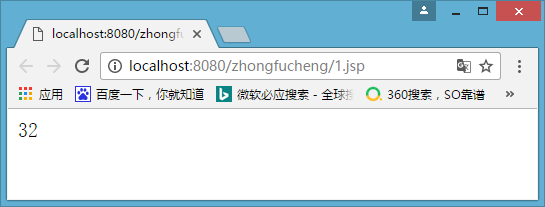 localhost:8080/zhongfu
localhost:8080/zhongfucheng/1.jsp
应用 百度一下，你就知道 微软必应搜索 - 全球搜 360搜索，SO靠谱 »
32